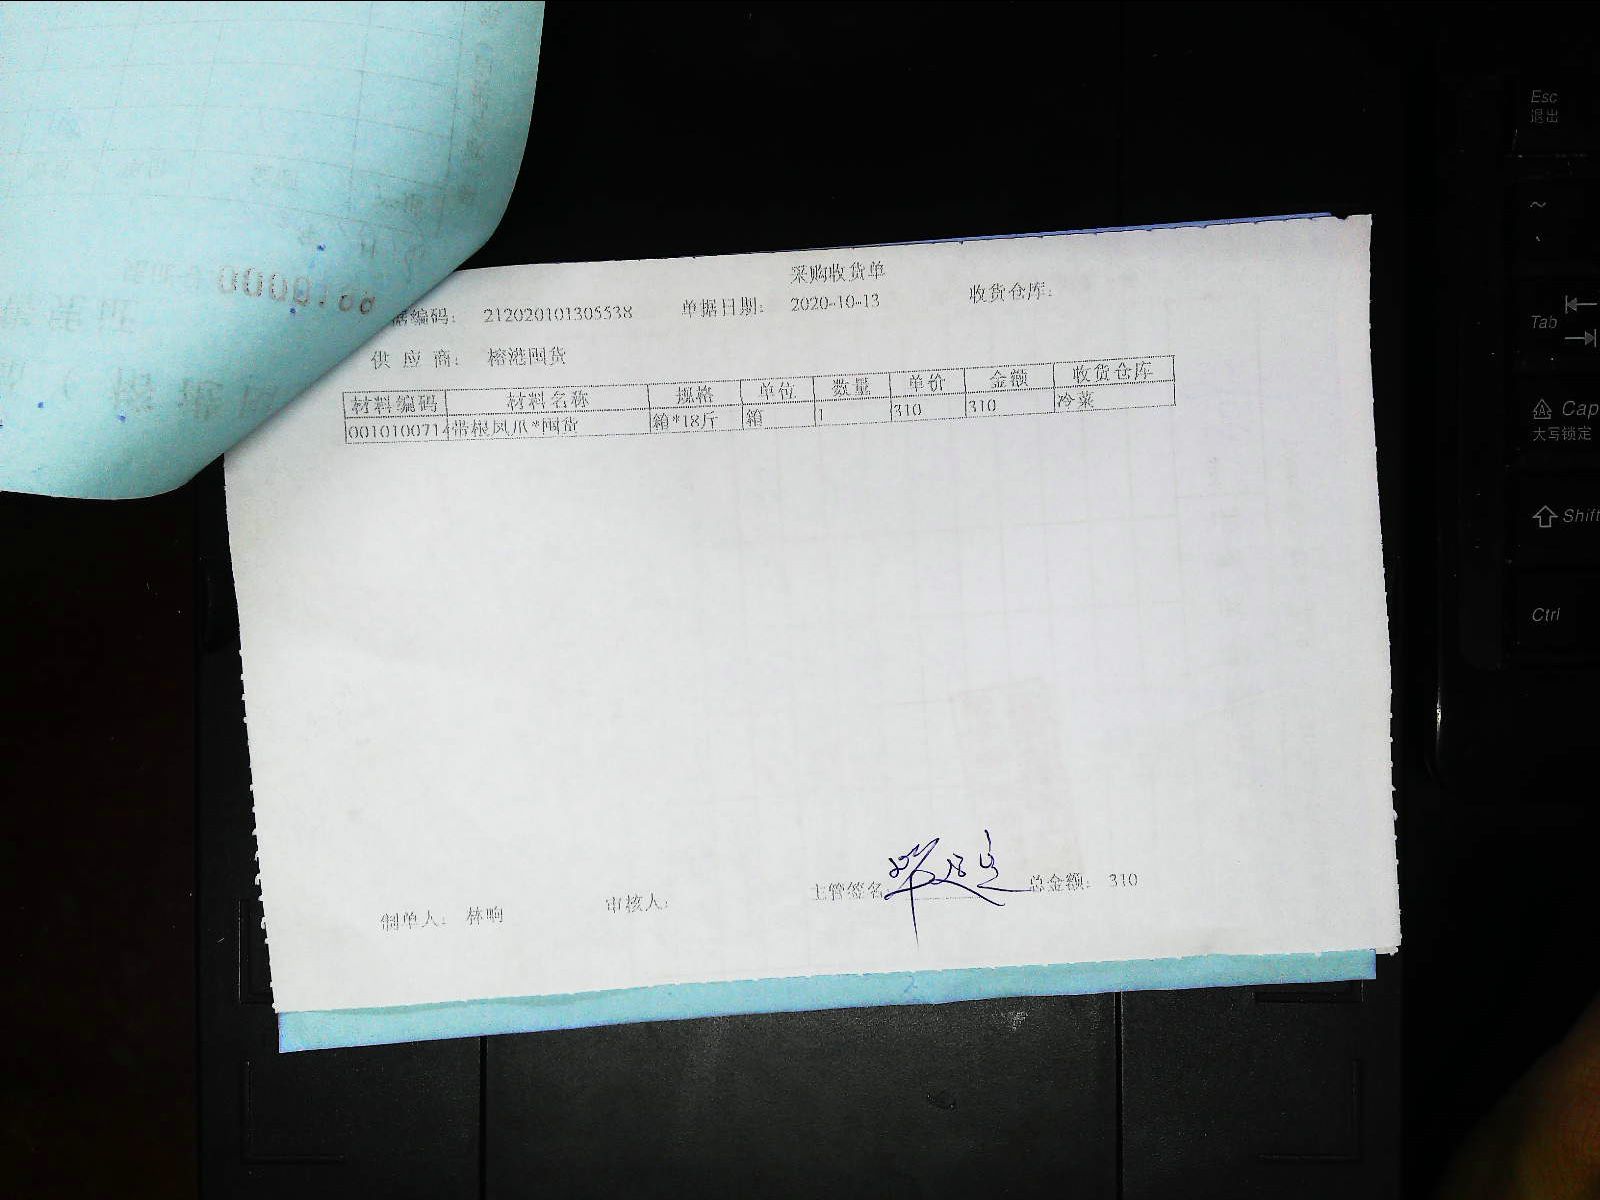 采购收货单
据编码： 212020101305538 单据日期： 2020-10-13 收货仓库：
供 应 商： 榕港囤货
材料编码 材料名称 规格 单位 数量 单价 金额 收货仓库
0010100714 带根凤爪*囤货 箱*18斤 箱 1 310 310 冷菜
制单人： 林响 审核人： 主管签名 总金额： 310
Esc
退出
~
Tab
Cap
大写锁定
Shift
Ctrl